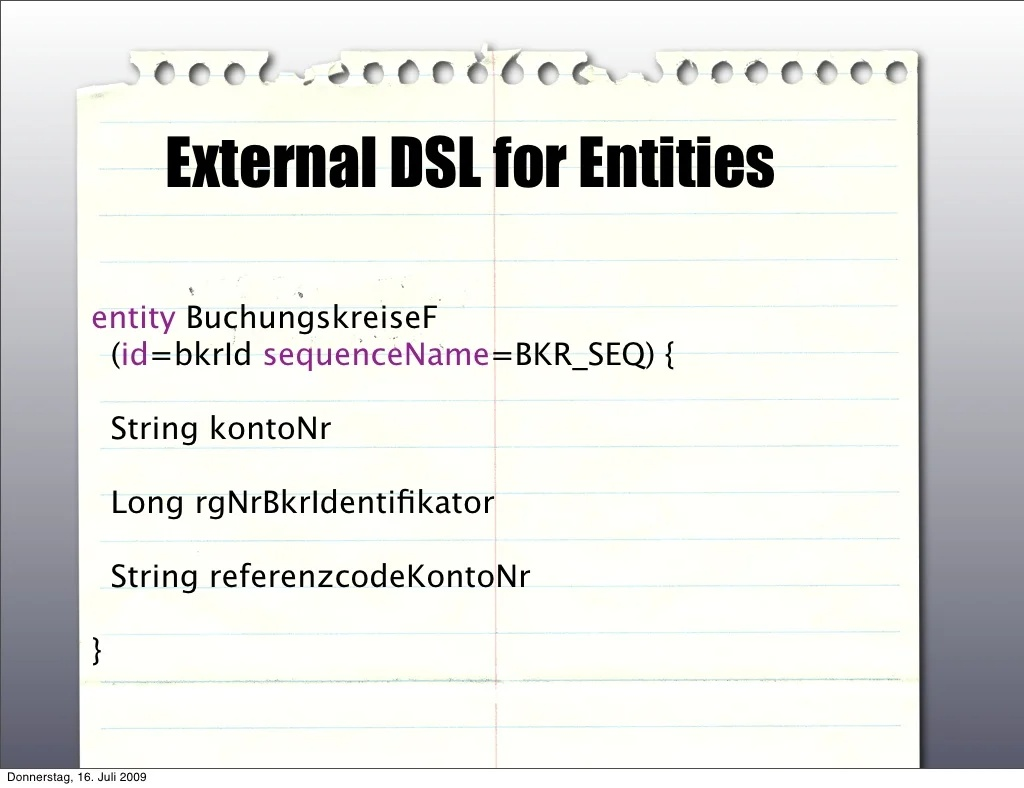 External DSL for Entities
entity BuchungskreiseF
(id=bkrId sequenceName=BKR_SEQ) {
String kontoNr
Long rgNrBkrIdentifikator
String referenzcodeKontoNr
}
Donnerstag, 16. Juli 2009